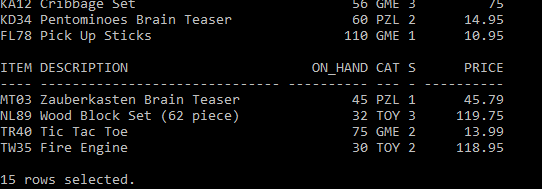 KA12 Cribbage Set                     56 GME 3         75
KD34 Pentominoes Brain Teaser         60 PZL 2      14.95
FL78 Pick Up Sticks                  110 GME 1      10.95
ITEM DESCRIPTION                 ON_HAND CAT S      PRICE
---- ------------------------------ ---------- --- - ----------
MT03 Zauberkasten Brain Teaser        45 PZL 1      45.79
NL89 Wood Block Set (62 piece)        32 TOY 3     119.75
TR40 Tic Tac Toe                      75 GME 2      13.99
TW35 Fire Engine                      30 TOY 2     118.95
15 rows selected.